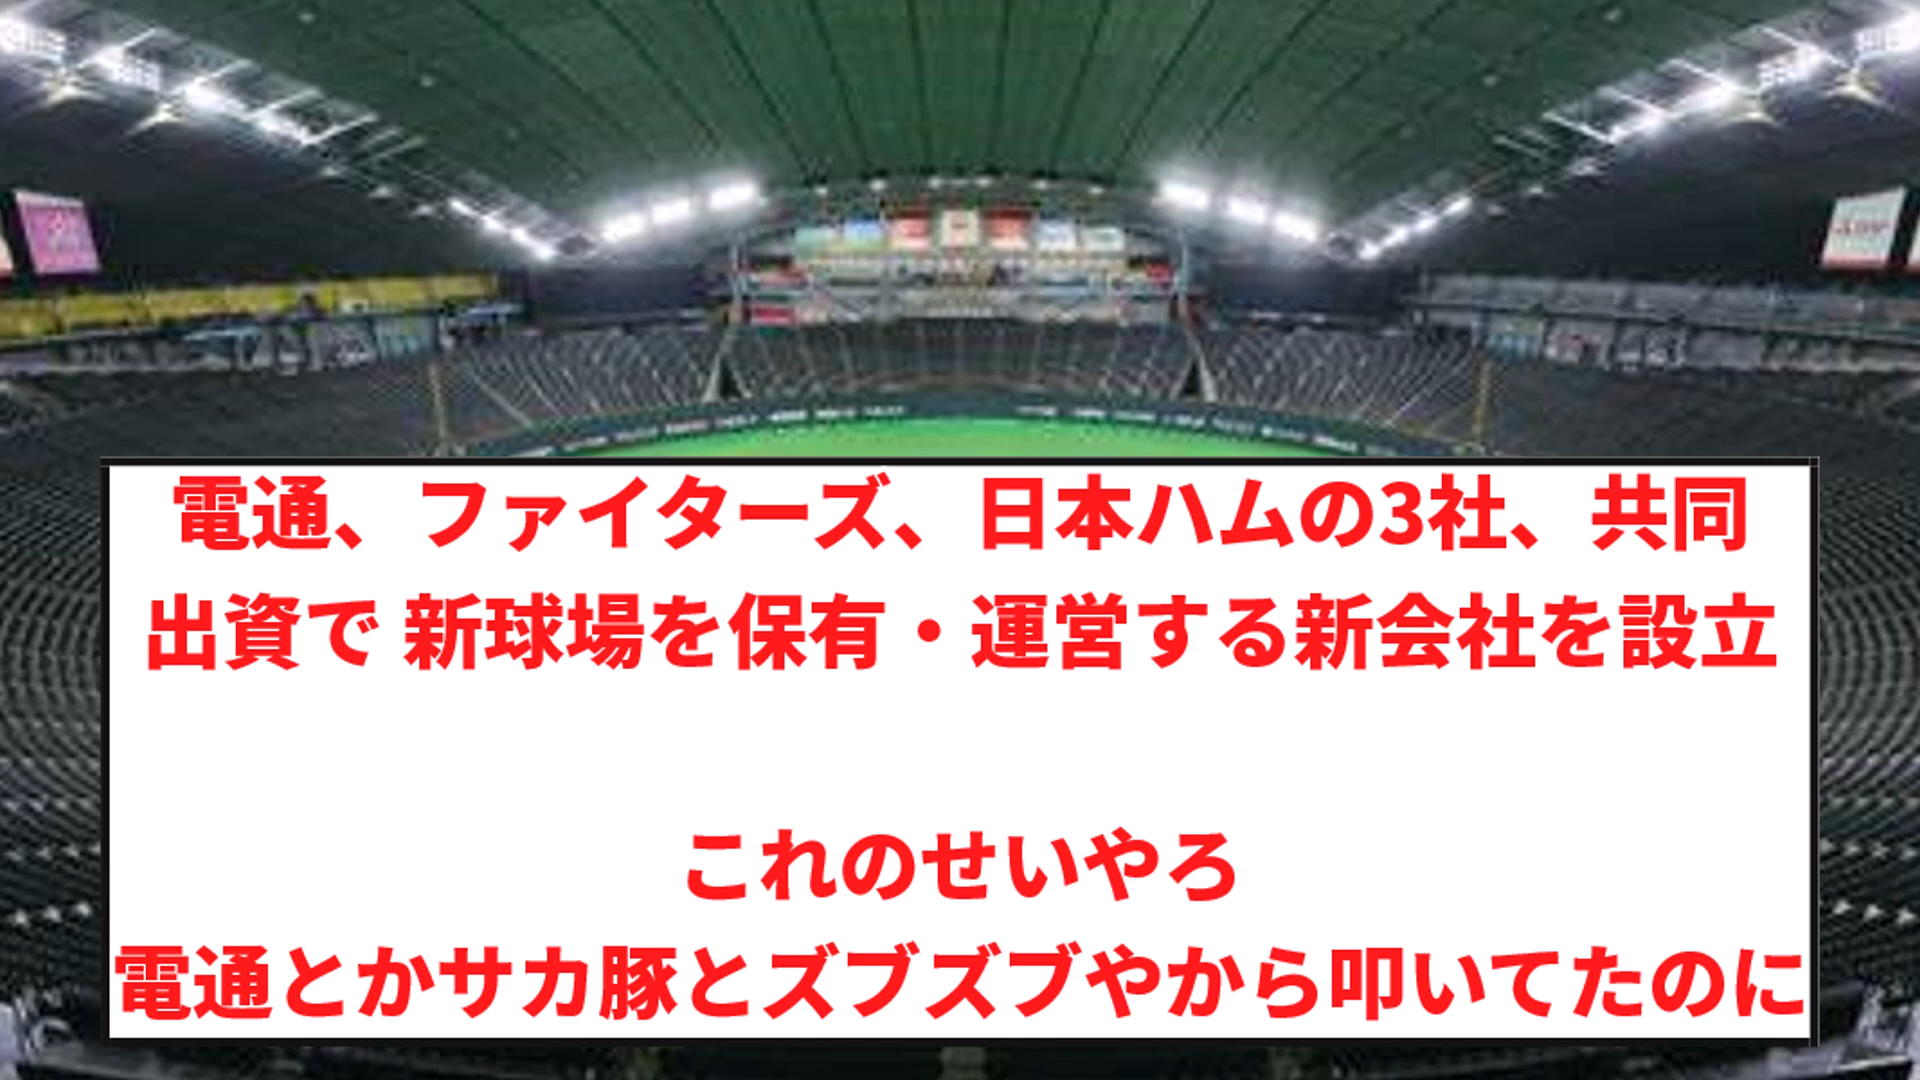 電通、ファイターズ、日本ハムの3社、共同
出資で 新球場を保有・運営する新会社を設立
これのせいやろ
電通とかサカ豚とズブズブやから叩いてたのに